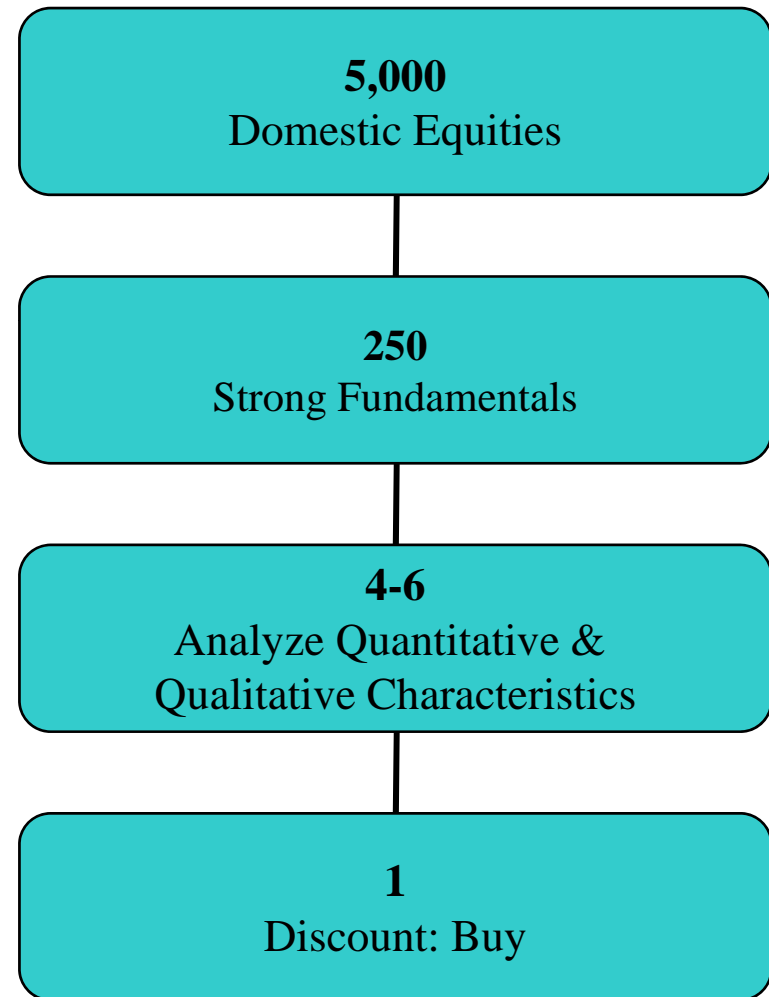 5,000
Domestic Equities
250
Strong Fundamentals
4-6
Analyze Quantitative &
Qualitative Characteristics
1
Discount: Buy